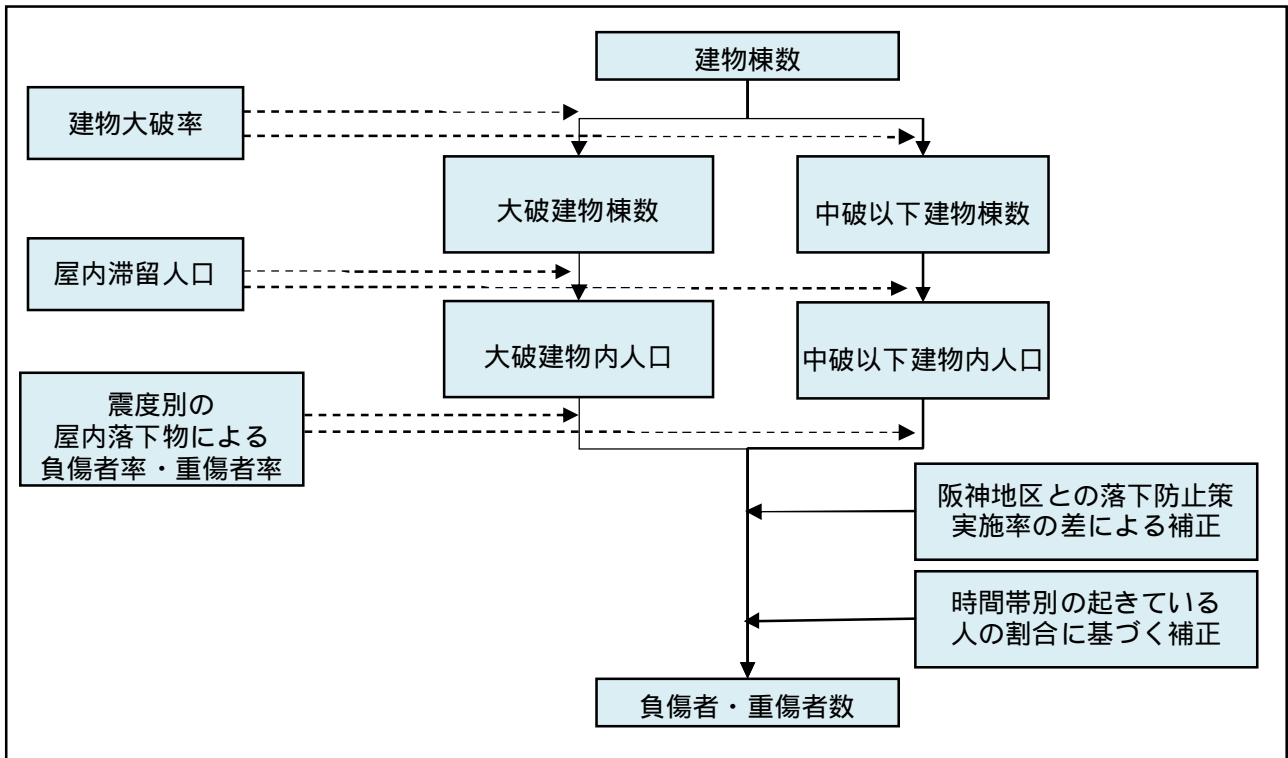 建物棟数
建物大破率
大破建物棟数
中破以下建物棟数
屋内滞留人口
大破建物内人口
中破以下建物内人口
震度別の
屋内落下物による
負傷者率・重傷者率
阪神地区との落下防止策
実施率の差による補正
時間帯別の起きている
人の割合に基づく補正
負傷者・重傷者数